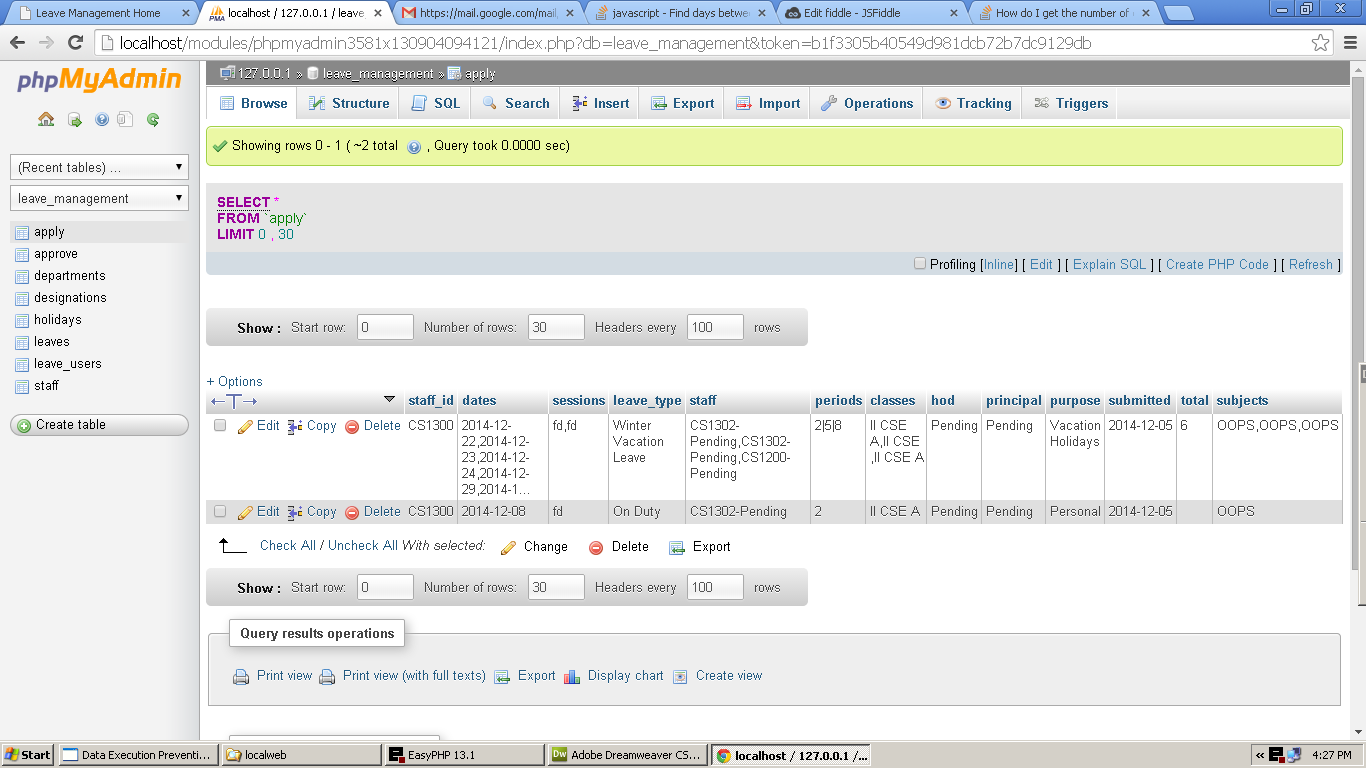 Leave Management Home
localhost / 127.0.0.1 / leave
https://mail.google.com/mail
javascript - Find days betwe
Edit fiddle - JSFiddle
How do I get the number of
localhost/modules/phpmyadmin3581x130904094121/index.php?db=leave_management&token=b1f3305b40549d981dcb72b7dc9129db
phpMyAdmin
(Recent tables) ...
leave_management
apply
approve
departments
designations
holidays
leaves
leave_users
staff
Create table
127.0.0.1 » leave_management » apply
Browse Structure SQL Search Insert Export Import Operations Tracking Triggers
Showing rows 0 - 1 ( ~2 total , Query took 0.0000 sec)
SELECT *
FROM `apply`
LIMIT 0 , 30
Profiling [Inline] [ Edit ] [ Explain SQL ] [ Create PHP Code ] [ Refresh ]
Show : Start row: 0 Number of rows: 30 Headers every 100 rows
+ Options
←T→ staff_id dates sessions leave_type staff periods classes hod principal purpose submitted total subjects
Edit Copy Delete CS1300 2014-12- fd,fd Winter CS1302- 2|5|8 II CSE Pending Pending Vacation 2014-12-05 6 OOPS,OOPS,OOPS
22,2014-12- Vacation Pending,CS1302- A,II CSE Holidays
23,2014-12- Leave Pending,CS1200- ,II CSE A
24,2014-12- Pending
29,2014-1...
Edit Copy Delete CS1300 2014-12-08 fd On Duty CS1302-Pending 2 II CSE A Pending Pending Personal 2014-12-05 OOPS
Check All / Uncheck All With selected: Change Delete Export
Show : Start row: 0 Number of rows: 30 Headers every 100 rows
Query results operations
Print view Print view (with full texts) Export Display chart Create view
Start Data Execution Preventi... localweb EasyPHP 13.1 Adobe Dreamweaver CS... localhost / 127.0.0.1 /... « 4:27 PM